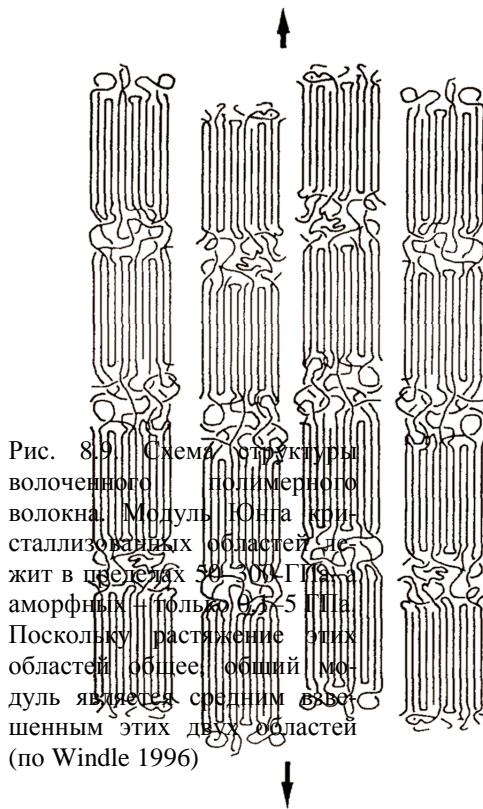 Рис. 8.9. Схема структуры
волоченного полимерного
волокна. Модуль Юнга кри-
сталлизованных областей ле-
жит в пределах 50–300 ГПа, а
аморфных – только 0,1–5 ГПа.
Поскольку растяжение этих
областей общее, общий мо-
дуль является средним взве-
шенным этих двух областей
(по Windle 1996)